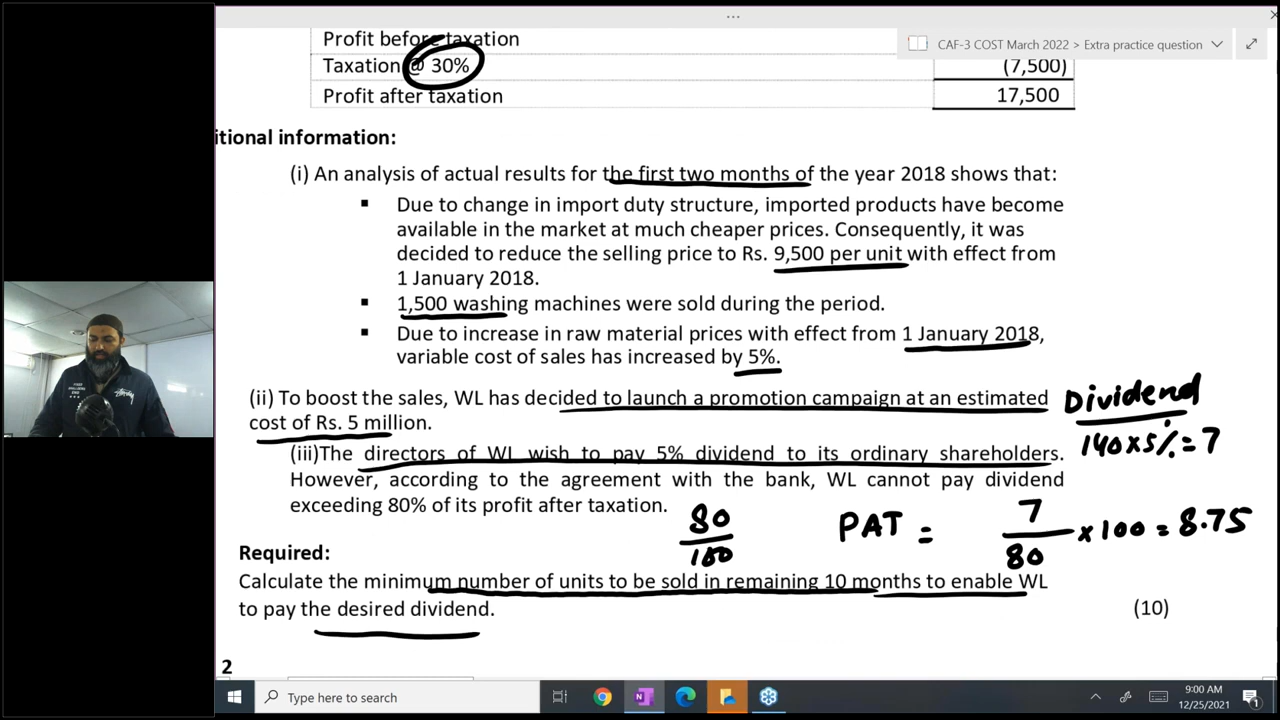 ...
Profit before taxation
CAF-3 COST March 2022 > Extra practice question
Taxation @ 30% (7,500)
Profit after taxation 17,500
itional information:
(i) An analysis of actual results for the first two months of the year 2018 shows that:
▪ Due to change in import duty structure, imported products have become
available in the market at much cheaper prices. Consequently, it was
decided to reduce the selling price to Rs. 9,500 per unit with effect from
1 January 2018.
▪ 1,500 washing machines were sold during the period.
▪ Due to increase in raw material prices with effect from 1 January 2018,
variable cost of sales has increased by 5%.
(ii) To boost the sales, WL has decided to launch a promotion campaign at an estimated
cost of Rs. 5 million.
Dividend
140 x 5% = 7
(iii)The directors of WL wish to pay 5% dividend to its ordinary shareholders.
However, according to the agreement with the bank, WL cannot pay dividend
exceeding 80% of its profit after taxation.
80
100
PAT = 7
80 x 100 = 8.75
Required:
Calculate the minimum number of units to be sold in remaining 10 months to enable WL
to pay the desired dividend. (10)
2
Type here to search
9:00 AM
12/25/2021